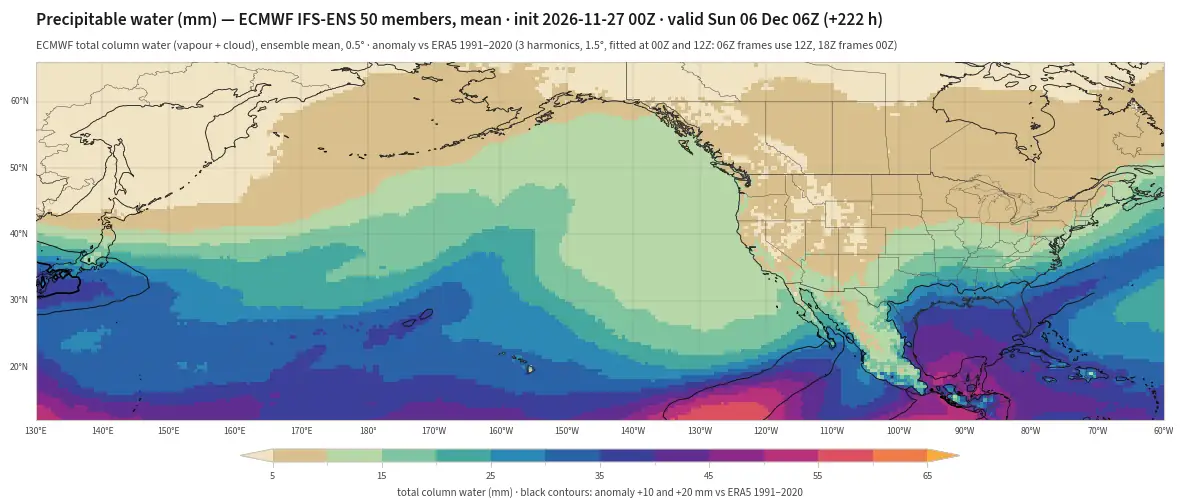 Precipitable water (mm) — ECMWF IFS-ENS 50 members, mean · init 2026-11-27 00Z · valid Sun 06 Dec 06Z (+222 h)
ECMWF total column water (vapour + cloud), ensemble mean, 0.5° · anomaly vs ERA5 1991–2020 (3 harmonics, 1.5°, fitted at 00Z and 12Z: 06Z frames use 12Z, 18Z frames 00Z)
60°N
50°N
40°N
30°N
20°N
130°E 140°E 150°E 160°E 170°E 180° 170°W 160°W 150°W 140°W 130°W 120°W 110°W 100°W 90°W 80°W 70°W 60°W
5 15 25 35 45 55 65
total column water (mm) · black contours: anomaly +10 and +20 mm vs ERA5 1991–2020